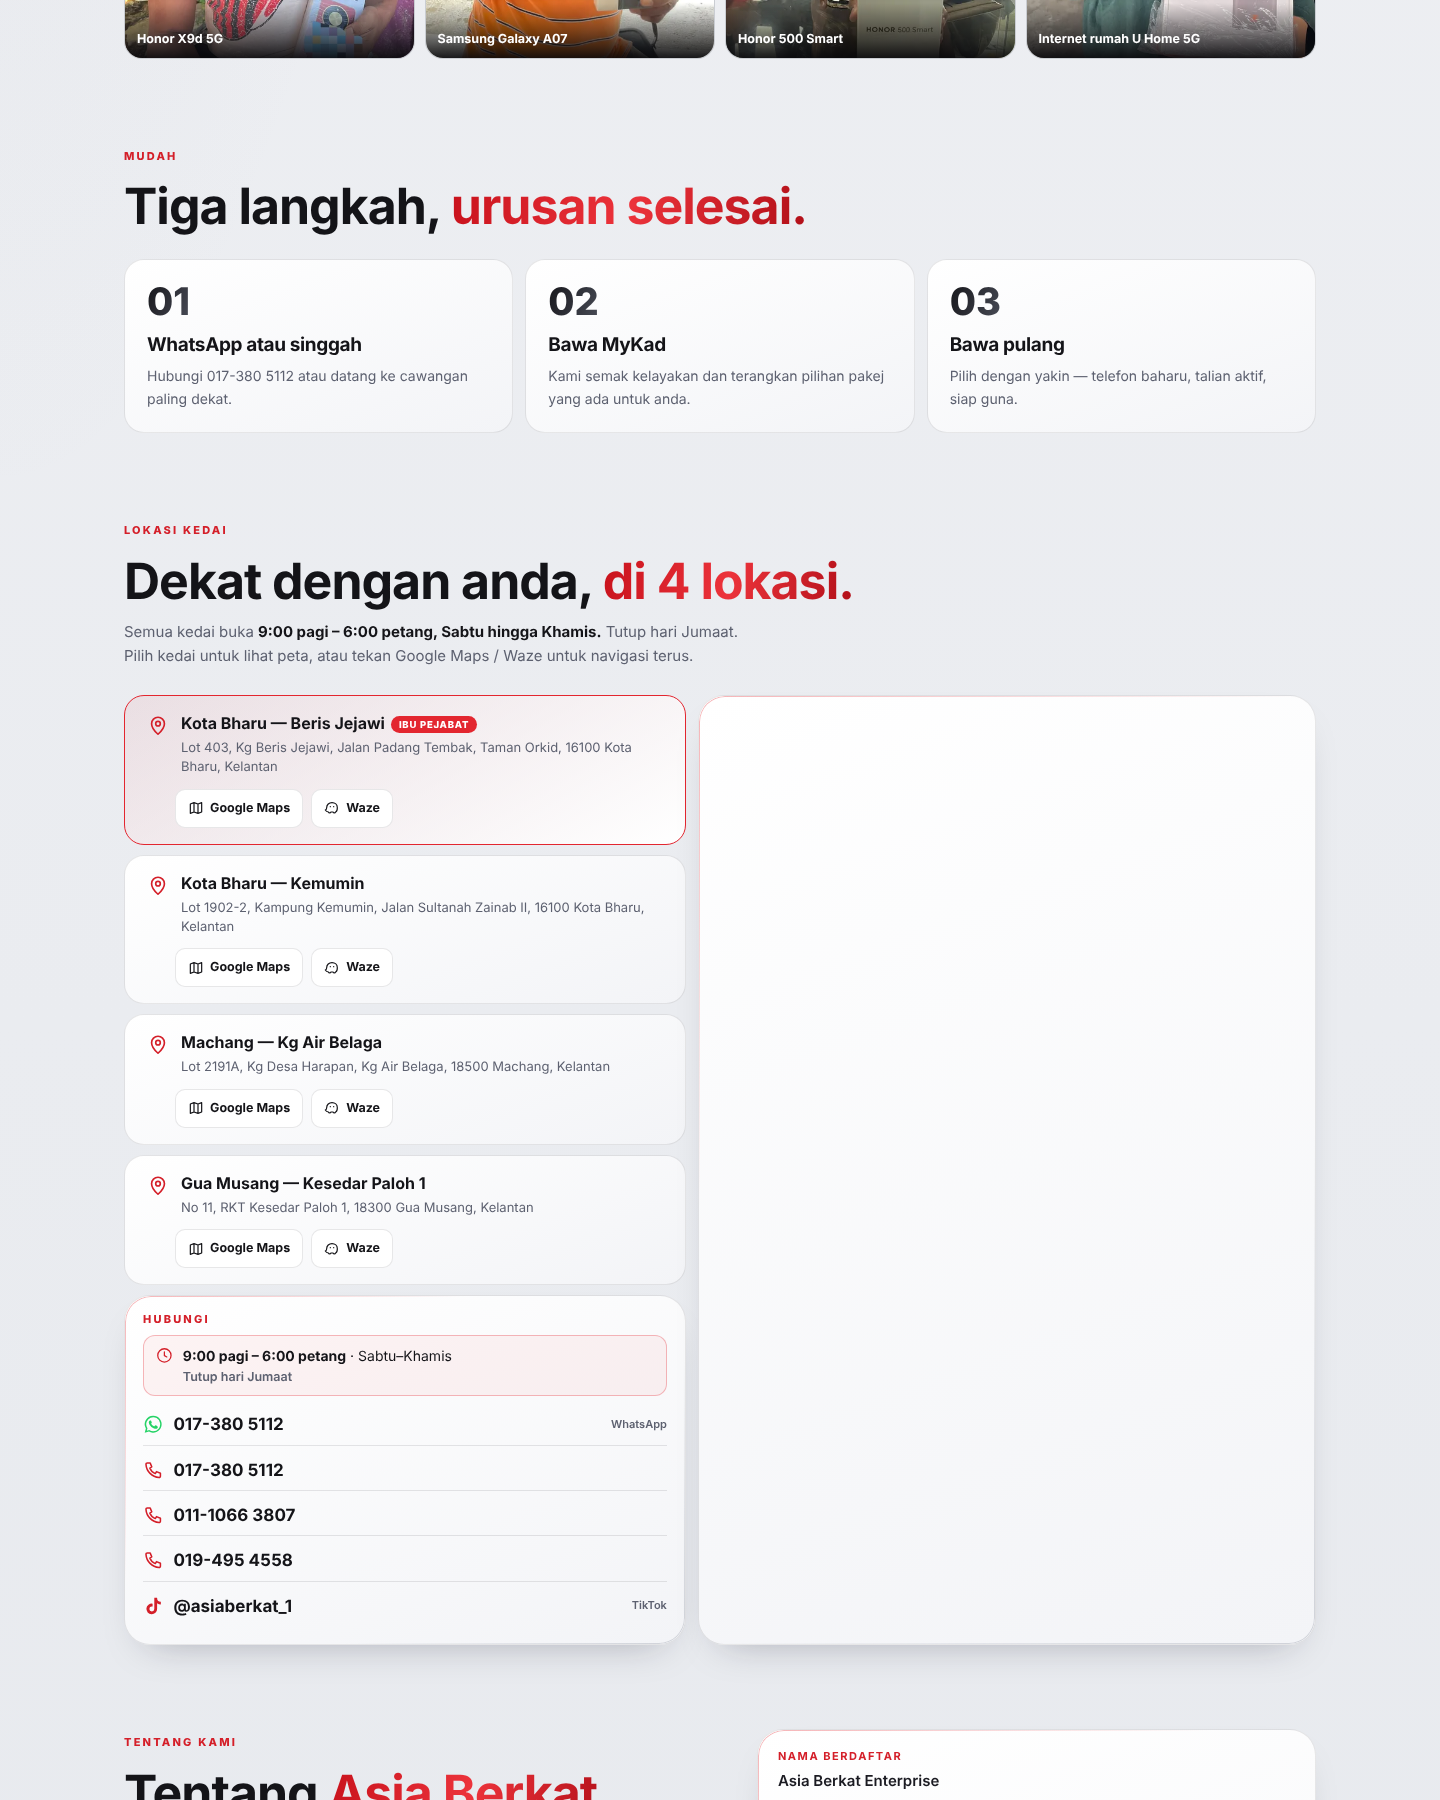 Honor X9d 5G
Samsung Galaxy A07
HONOR 500 Smart
Honor 500 Smart
Internet rumah U Home 5G
MUDAH
Tiga langkah, urusan selesai.
01
WhatsApp atau singgah
Hubungi 017-380 5112 atau datang ke cawangan
paling dekat.
02
Bawa MyKad
Kami semak kelayakan dan terangkan pilihan pakej
yang ada untuk anda.
03
Bawa pulang
Pilih dengan yakin — telefon baharu, talian aktif,
siap guna.
LOKASI KEDAI
Dekat dengan anda, di 4 lokasi.
Semua kedai buka 9:00 pagi – 6:00 petang, Sabtu hingga Khamis. Tutup hari Jumaat.
Pilih kedai untuk lihat peta, atau tekan Google Maps / Waze untuk navigasi terus.
Kota Bharu — Beris Jejawi IBU PEJABAT
Lot 403, Kg Beris Jejawi, Jalan Padang Tembak, Taman Orkid, 16100 Kota
Bharu, Kelantan
Google Maps Waze
Kota Bharu — Kemumin
Lot 1902-2, Kampung Kemumin, Jalan Sultanah Zainab II, 16100 Kota Bharu,
Kelantan
Google Maps Waze
Machang — Kg Air Belaga
Lot 2191A, Kg Desa Harapan, Kg Air Belaga, 18500 Machang, Kelantan
Google Maps Waze
Gua Musang — Kesedar Paloh 1
No 11, RKT Kesedar Paloh 1, 18300 Gua Musang, Kelantan
Google Maps Waze
HUBUNGI
9:00 pagi – 6:00 petang · Sabtu–Khamis
Tutup hari Jumaat
017-380 5112 WhatsApp
017-380 5112
011-1066 3807
019-495 4558
@asiaberkat_1 TikTok
TENTANG KAMI
Tentang Asia Berkat
NAMA BERDAFTAR
Asia Berkat Enterprise